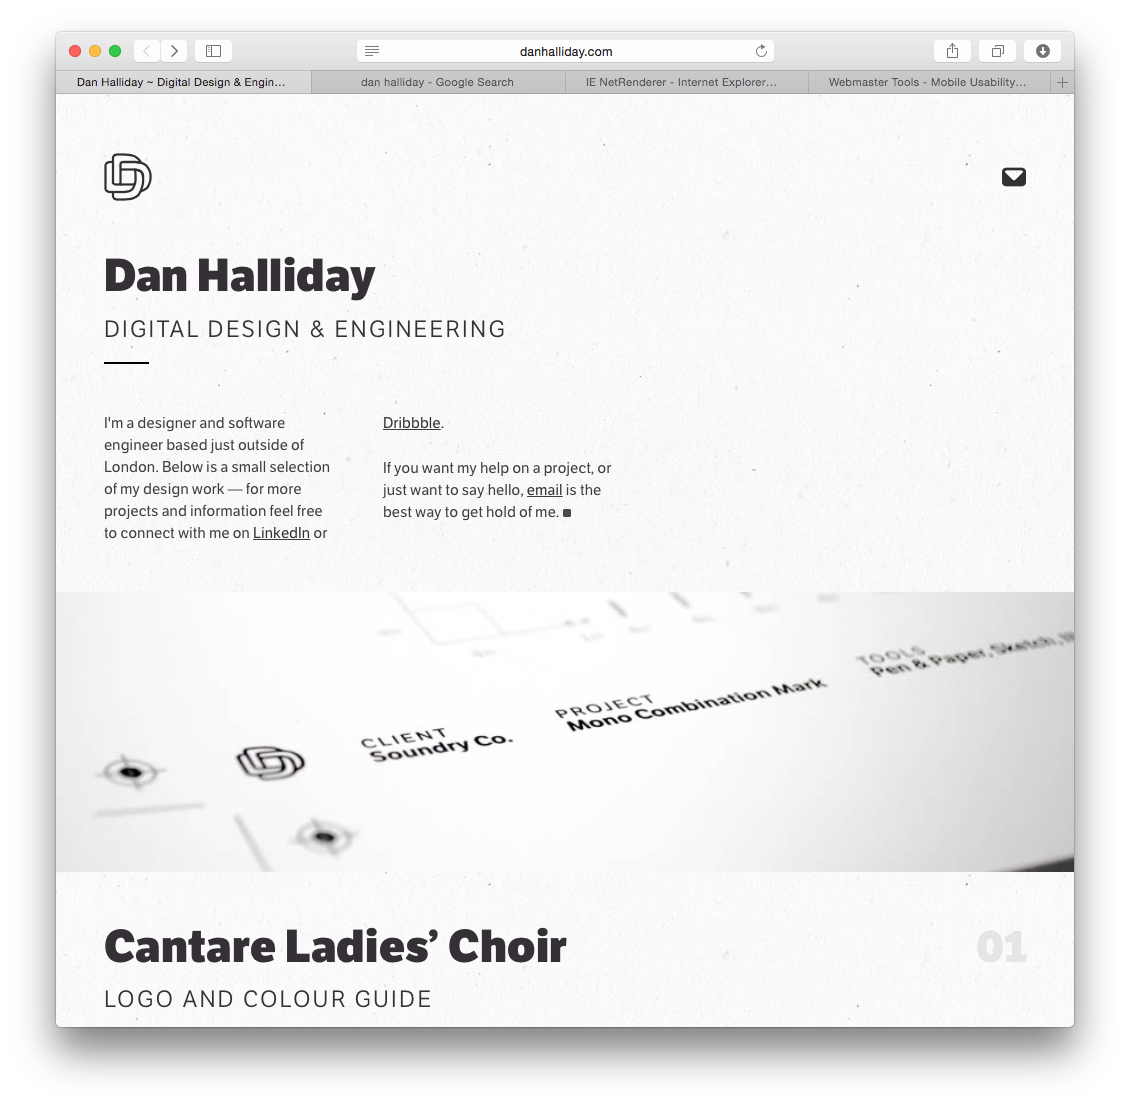 danhalliday.com
Dan Halliday ~ Digital Design & Engin…
dan halliday - Google Search
IE NetRenderer - Internet Explorer…
Webmaster Tools - Mobile Usability…
Dan Halliday
DIGITAL DESIGN & ENGINEERING
I'm a designer and software
engineer based just outside of
London. Below is a small selection
of my design work — for more
projects and information feel free
to connect with me on LinkedIn or
Dribbble.
If you want my help on a project, or
just want to say hello, email is the
best way to get hold of me.
CLIENT
Soundry Co.
PROJECT
Mono Combination Mark
TOOLS
Pen & Paper, Sketch,
Cantare Ladies’ Choir
01
LOGO AND COLOUR GUIDE